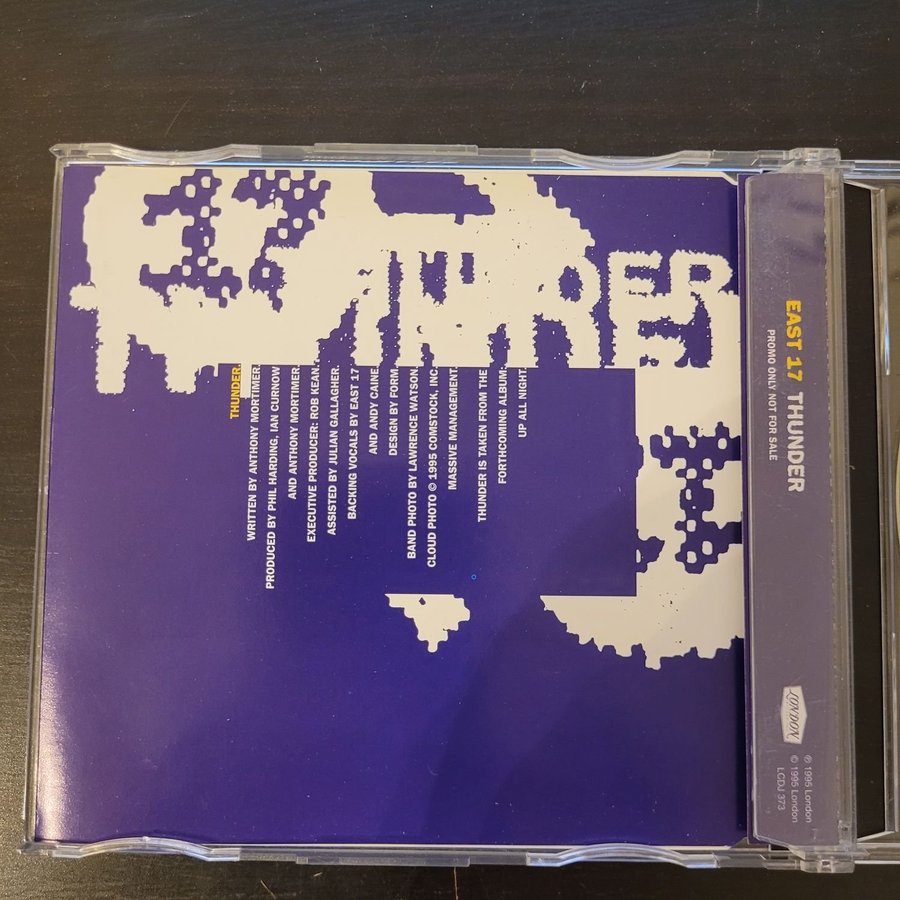 E17
THUNDER
THUNDER.
WRITTEN BY ANTHONY MORTIMER.
PRODUCED BY PHIL HARDING, IAN CURNOW
AND ANTHONY MORTIMER.
EXECUTIVE PRODUCER: ROB KEAN.
ASSISTED BY JULIAN GALLAGHER.
BACKING VOCALS BY EAST 17
AND ANDY CAINE.
DESIGN BY FORM.
BAND PHOTO BY LAWRENCE WATSON.
CLOUD PHOTO © 1995 COMSTOCK, INC.
MASSIVE MANAGEMENT.
THUNDER IS TAKEN FROM THE
FORTHCOMING ALBUM:
UP ALL NIGHT.
EAST 17 THUNDER
PROMO ONLY NOT FOR SALE
LONDON
℗ 1995 London
© 1995 London
LCDJ 373